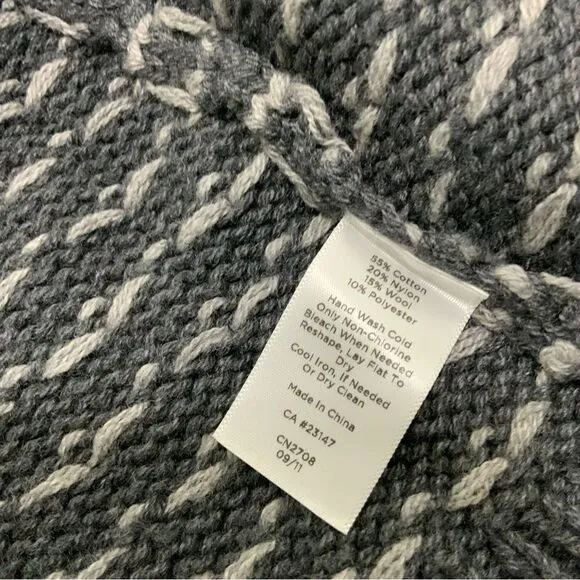 55% Cotton
20% Nylon
15% Wool
10% Polyester
Hand Wash Cold
Only Non-Chlorine
Bleach When Needed
Reshape, Lay Flat To
Dry
Cool Iron, If Needed
Or Dry Clean
Made In China
CA #23147
CN2708
09/11